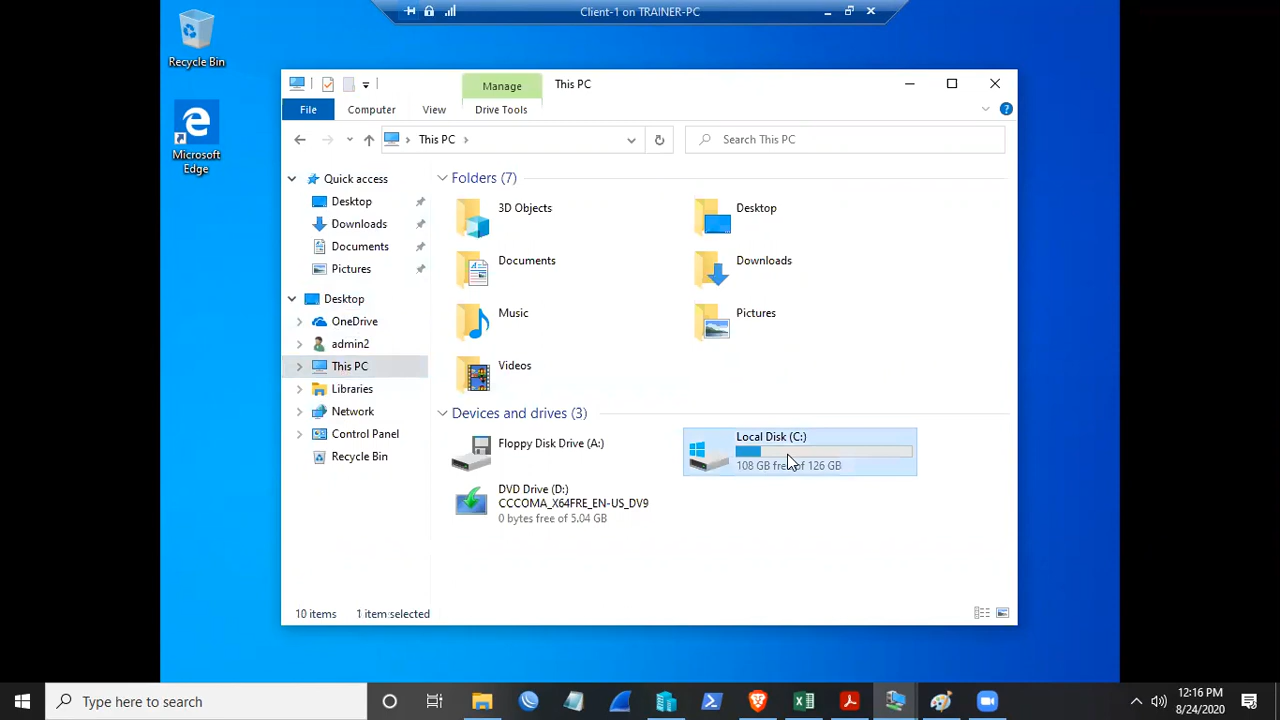 Client-1 on TRAINER-PC
Recycle Bin
Microsoft
Edge
Manage
This PC
File
Computer
View
Drive Tools
This PC
Search This PC
Quick access
Desktop
Downloads
Documents
Pictures
Desktop
OneDrive
admin2
This PC
Libraries
Network
Control Panel
Recycle Bin
Folders (7)
3D Objects
Desktop
Documents
Downloads
Music
Pictures
Videos
Devices and drives (3)
Floppy Disk Drive (A:)
Local Disk (C:)
108 GB free of 126 GB
DVD Drive (D:)
CCCOMA_X64FRE_EN-US_DV9
0 bytes free of 5.04 GB
10 items
1 item selected
Type here to search
12:16 PM
8/24/2020